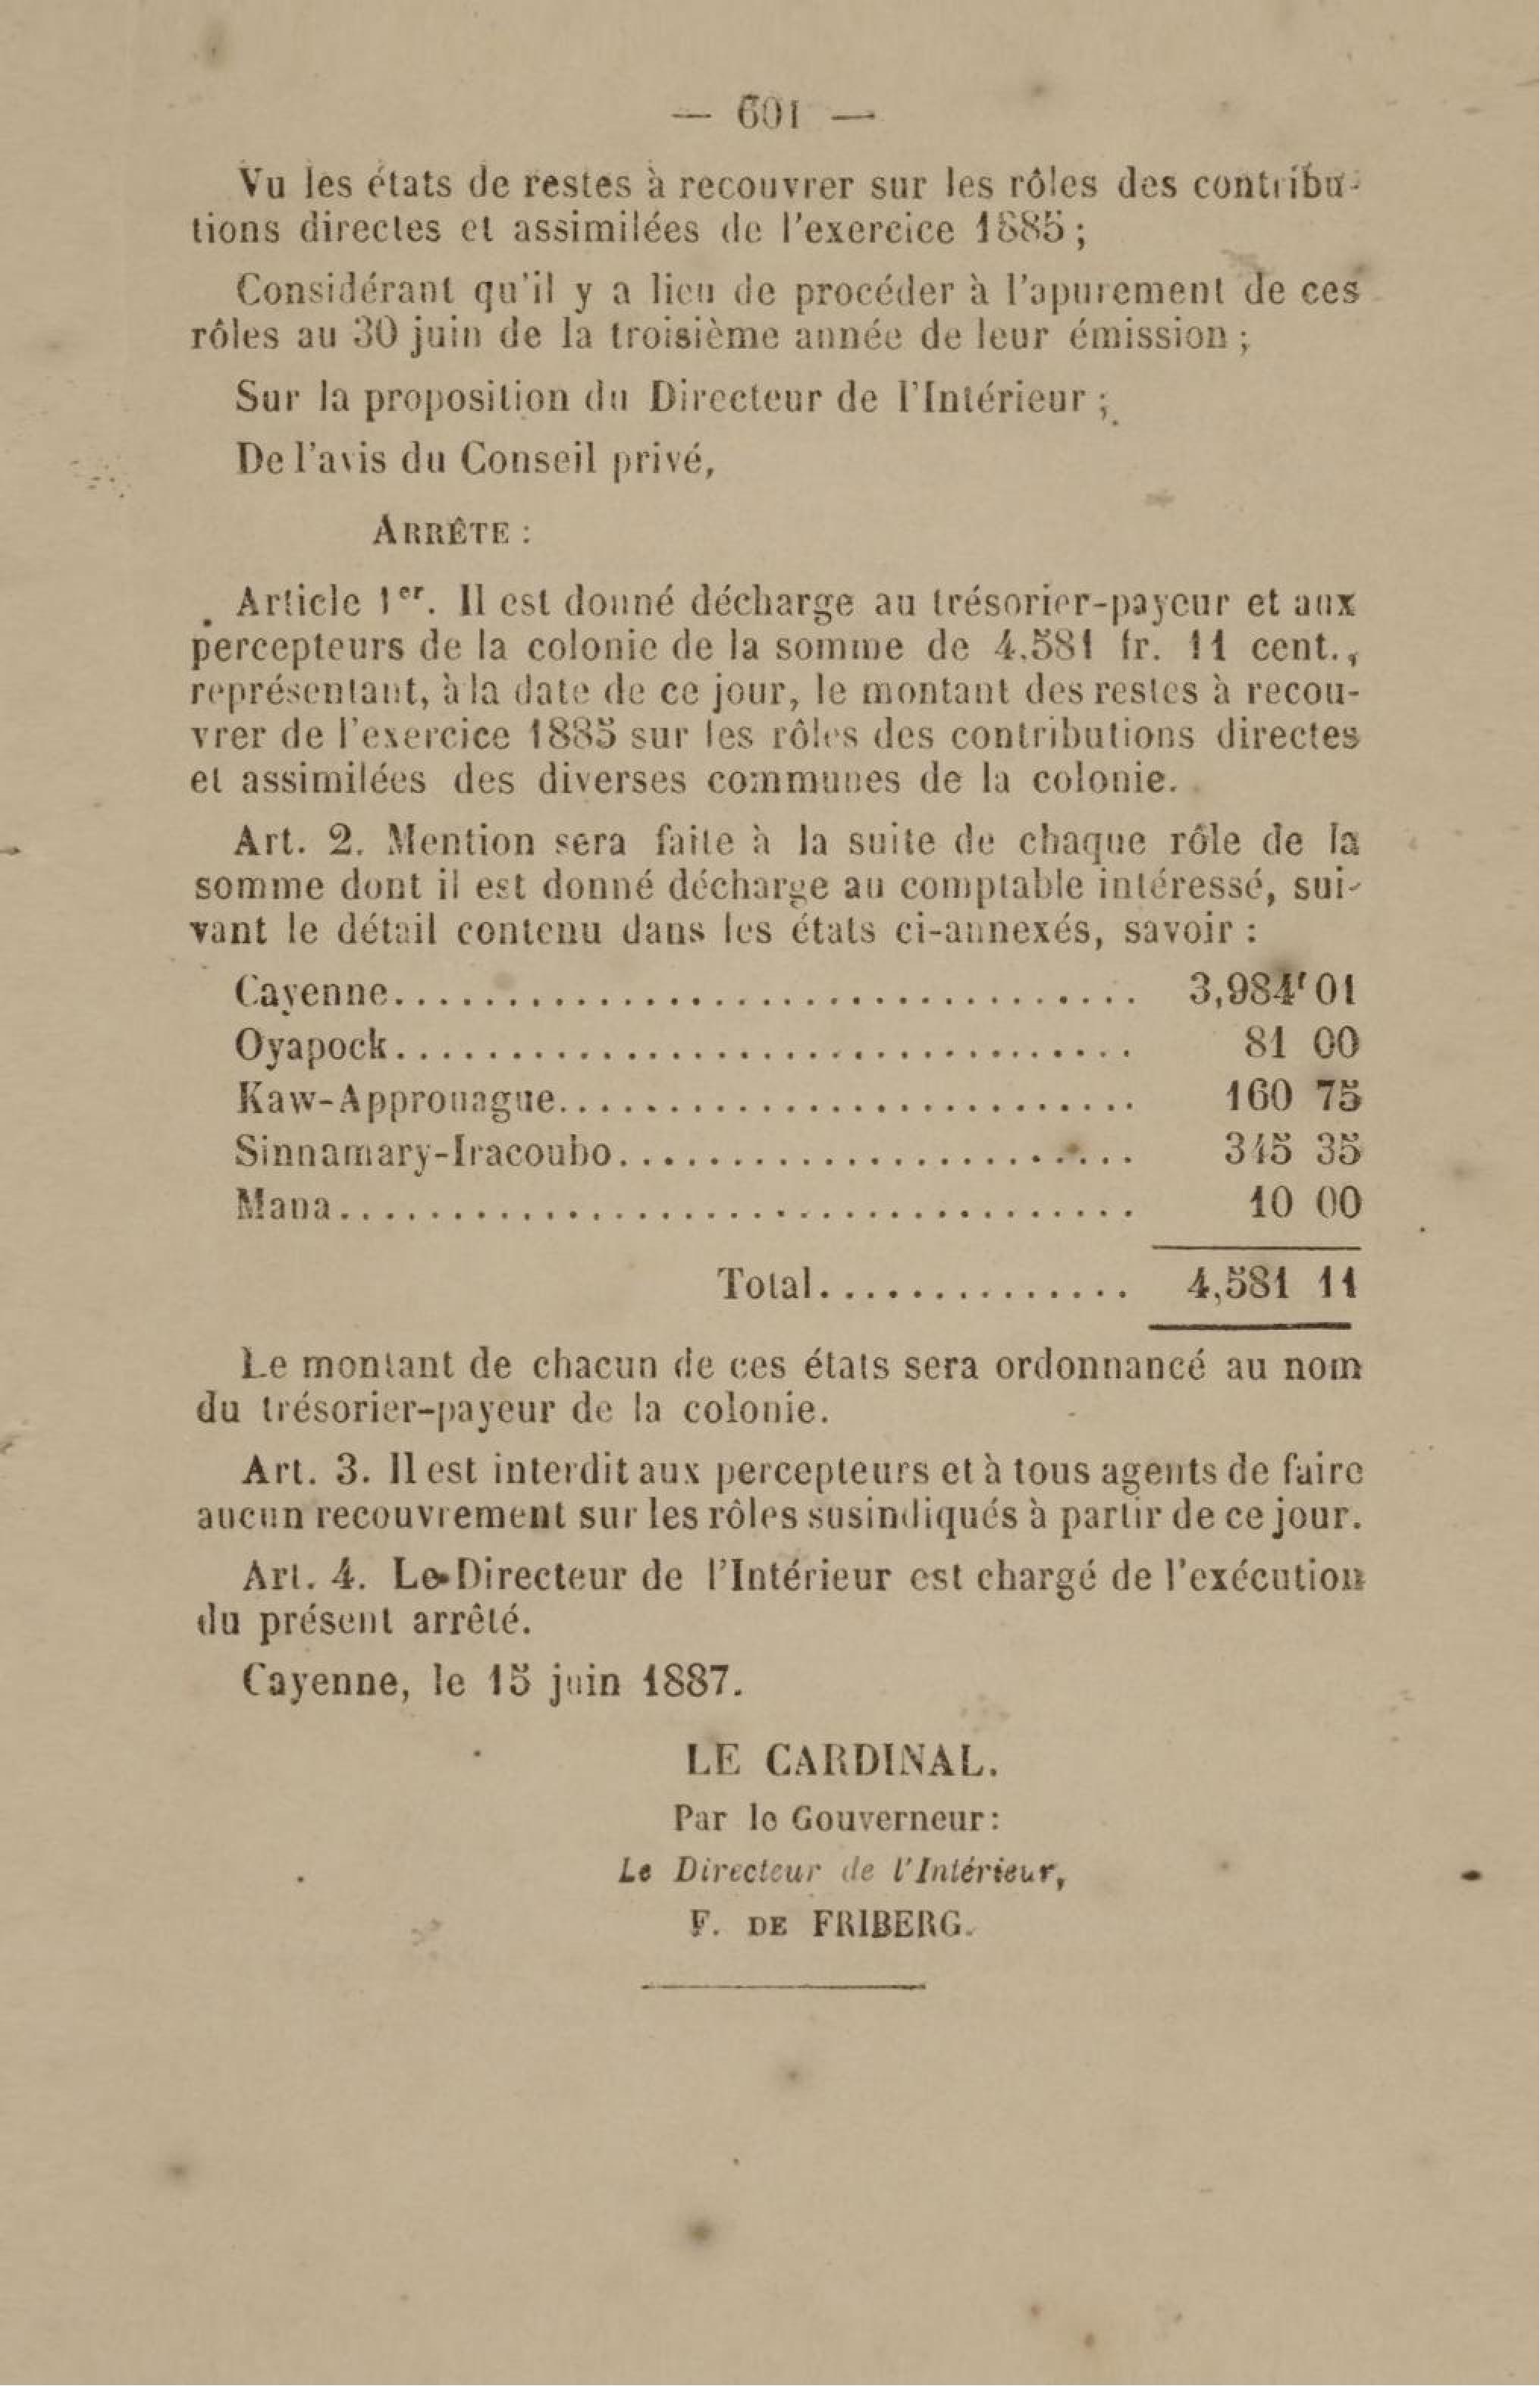 — 601 —
Vu les états de restes à recouvrer sur les rôles des contribu-
tions directes et assimilées de l'exercice 1885;
Considérant qu'il y a lieu de procéder à l'apurement de ces
rôles au 30 juin de la troisième année de leur émission;
Sur la proposition du Directeur de l'Intérieur;
De l'avis du Conseil privé,
ARRÊTE :
Article 1er. Il est donné décharge au trésorier-payeur et aux
percepteurs de la colonie de la somme de 4,581 fr. 11 cent.,
représentant, à la date de ce jour, le montant des restes à recou-
vrer de l'exercice 1885 sur les rôles des contributions directes
et assimilées des diverses communes de la colonie.
Art. 2. Mention sera faite à la suite de chaque rôle de la
somme dont il est donné décharge au comptable intéressé, sui-
vant le détail contenu dans les états ci-annexés, savoir :
Cayenne.................................. 3,984f 01
Oyapock.................................. 81 00
Kaw-Approuague........................... 160 75
Sinnamary-Iracoubo....................... 345 35
Mana..................................... 10 00
Total............... 4,581 11
Le montant de chacun de ces états sera ordonnancé au nom
du trésorier-payeur de la colonie.
Art. 3. Il est interdit aux percepteurs et à tous agents de faire
aucun recouvrement sur les rôles susindiqués à partir de ce jour.
Art. 4. Le Directeur de l'Intérieur est chargé de l'exécution
du présent arrêté.
Cayenne, le 15 juin 1887.
LE CARDINAL.
Par le Gouverneur:
Le Directeur de l'Intérieur,
F. DE FRIBERG.